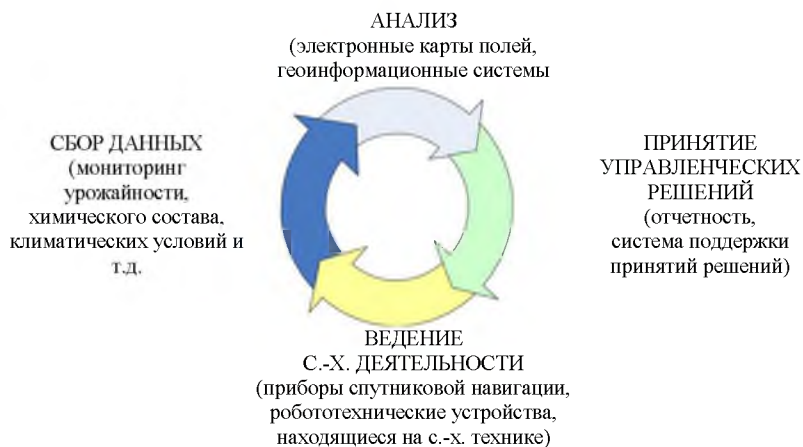 АНАЛИЗ
(электронные карты полей,
геоинформационные системы
СБОР ДАННЫХ
(мониторинг
урожайности,
химического состава,
климатических условий и
т.д.
ПРИНЯТИЕ
УПРАВЛЕНЧЕСКИХ
РЕШЕНИЙ
(отчетность,
система поддержки
принятий решений)
ВЕДЕНИЕ
С.-Х. ДЕЯТЕЛЬНОСТИ
(приборы спутниковой навигации,
робототехнические устройства,
находящиеся на с.-х. технике)